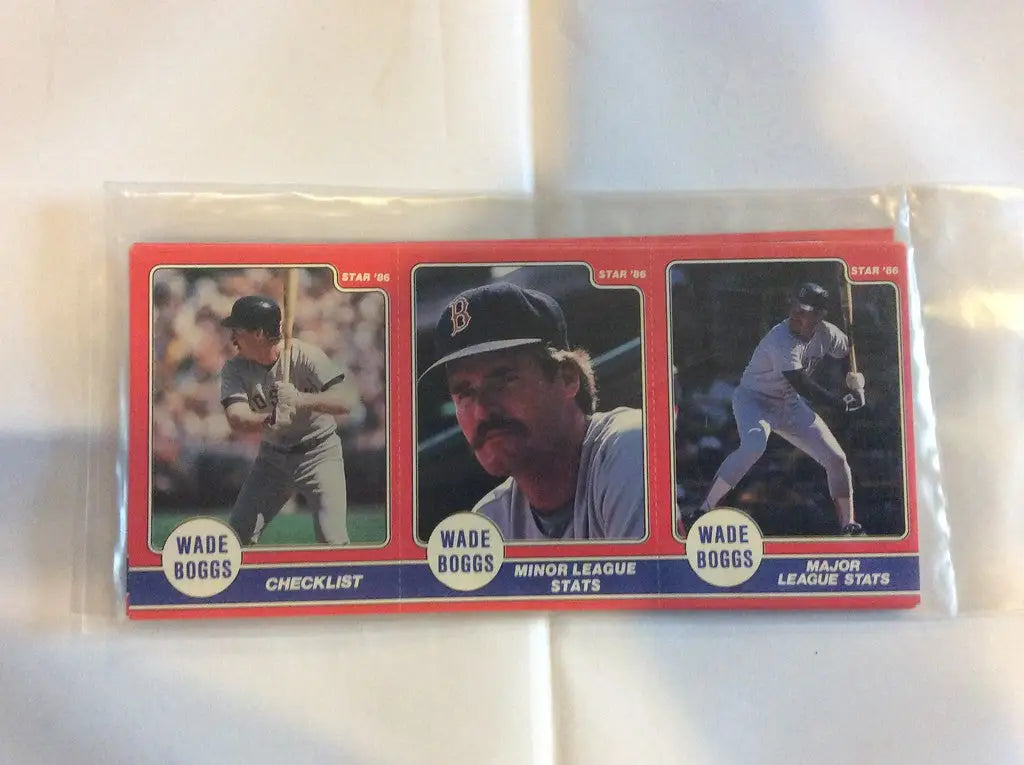 STAR '86
WADE
BOGGS
CHECKLIST
STAR '86
B
WADE
BOGGS
MINOR LEAGUE
STATS
STAR '86
WADE
BOGGS
MAJOR
LEAGUE STATS